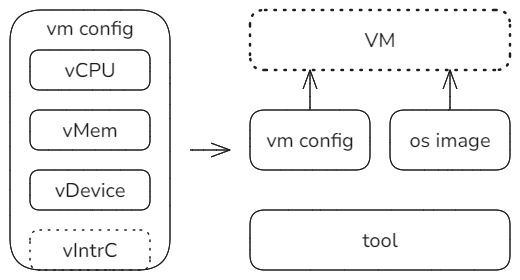 vm config
vCPU
vMem
vDevice
vIntrC
VM
vm config
os image
tool